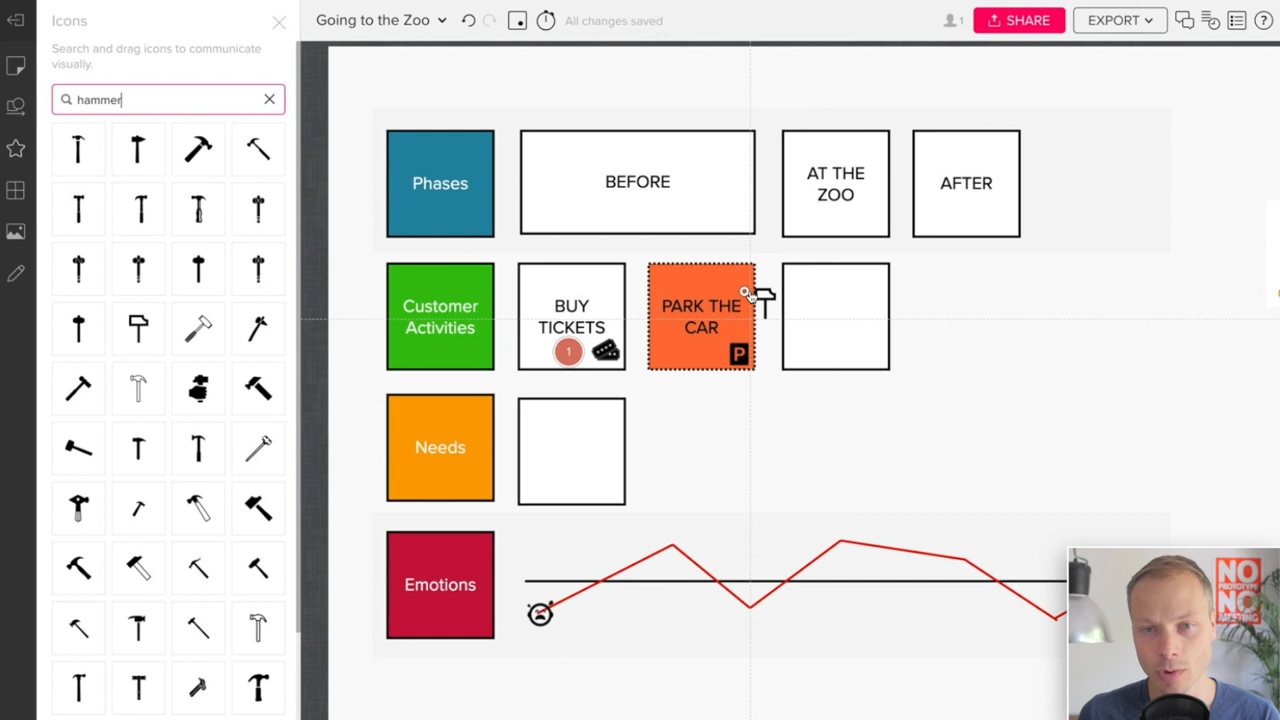 Icons
Search and drag icons to communicate
visually.
hammer
Going to the Zoo
All changes saved
1
SHARE
EXPORT
?
Phases
BEFORE
AT THE
ZOO
AFTER
Customer
Activities
BUY
TICKETS
1
PARK THE
CAR
P
Needs
Emotions
NO
PROTOTYPE
NO
MEETING